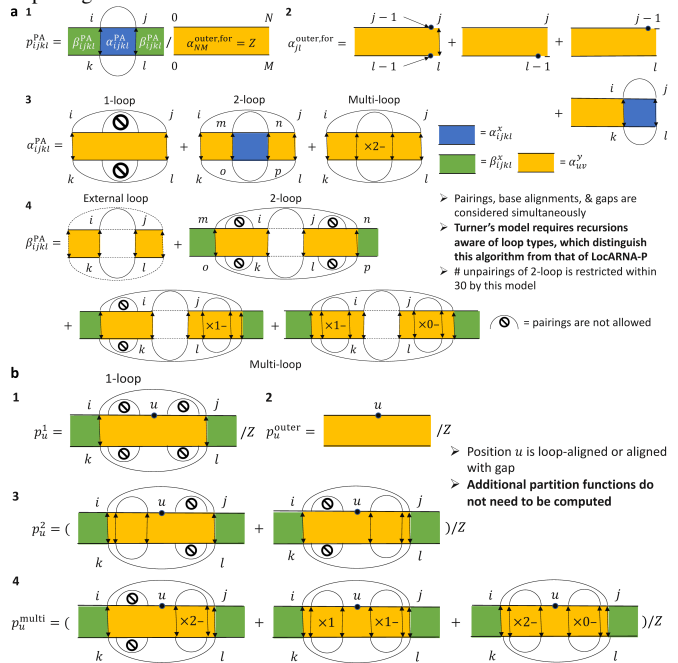 a
1
i j
p^PA_ijkl = β^PA_ijkl α^PA_ijkl β^PA_ijkl / α^outer,for_NM = Z
k l
0 N
0 M
2
j − 1 j
α^outer,for_jl = + +
l − 1 l
l − 1
j − 1
l
+
i j
k l
3
1-loop 2-loop Multi-loop
i j i m n j i j
α^PA_ijkl = + + ×2−
k l k o p l k l
= α^x_ijkl
= β^x_ijkl = α^y_uv
4
External loop 2-loop
i j m i j n
β^PA_ijkl = +
k l o k l p
i j i j
+ ×1− + ×1− ×0−
k l k l
Multi-loop
➢ Pairings, base alignments, & gaps are
considered simultaneously
➢ Turner's model requires recursions
aware of loop types, which distinguish
this algorithm from that of LocARNA-P
➢ # unpairings of 2-loop is restricted within
30 by this model
= pairings are not allowed
b
1
1-loop
i u j
p^1_u = /Z
k l
2
u
p^outer_u = /Z
➢ Position u is loop-aligned or aligned
with gap
➢ Additional partition functions do
not need to be computed
3
i u j i u j
p^2_u = ( + )/Z
k l k l
4
i u j i u j i u j
p^multi_u = ( ×2− + ×1 ×1− + ×2− ×0− )/Z
k l k l k l